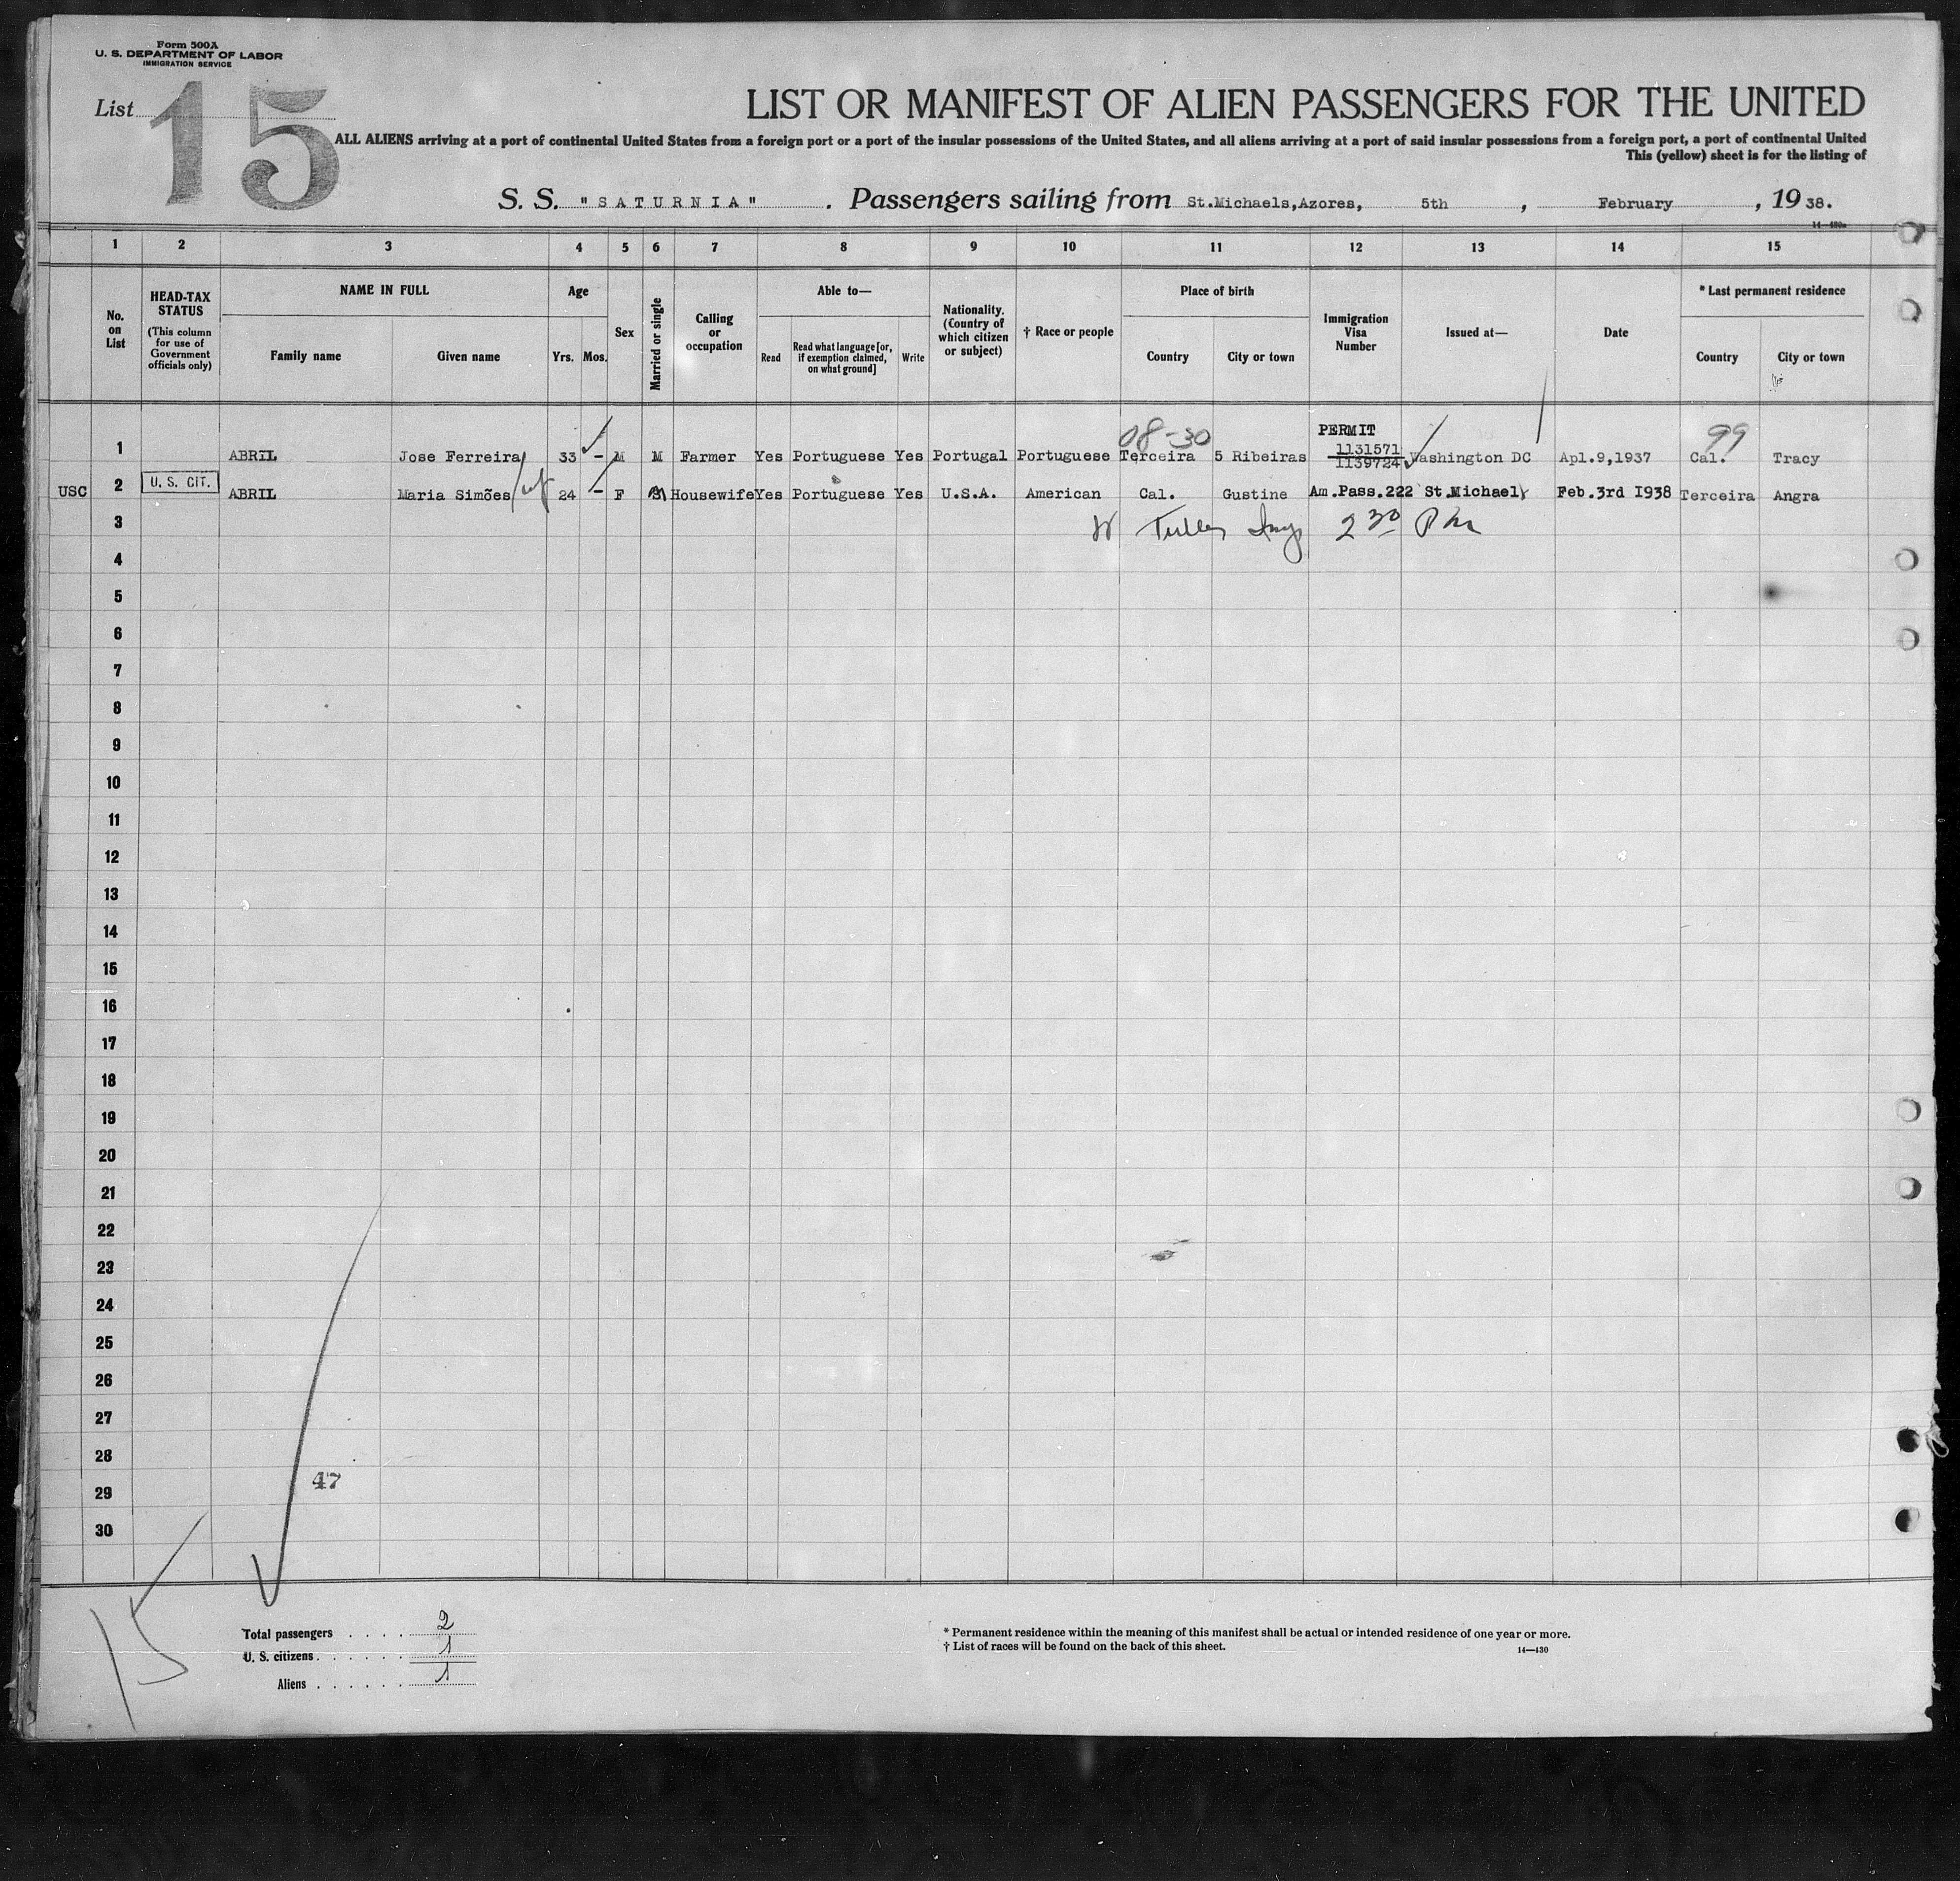 Form 500A
U. S. DEPARTMENT OF LABOR
IMMIGRATION SERVICE
List 15
LIST OR MANIFEST OF ALIEN PASSENGERS FOR THE UNITED
ALL ALIENS arriving at a port of continental United States from a foreign port or a port of the insular possessions of the United States, and all aliens arriving at a port of said insular possessions from a foreign port, a port of continental United
This (yellow) sheet is for the listing of
S. S. "SATURNIA" . Passengers sailing from St.Michaels,Azores, 5th , February , 19 38.
14—430a
1 2 3 4 5 6 7 8 9 10 11 12 13 14 15
No. on List
HEAD-TAX STATUS
(This column for use of Government officials only)
NAME IN FULL
Family name
Given name
Age
Yrs. Mos.
Sex
Married or single
Calling or occupation
Able to—
Read
Read what language [or, if exemption claimed, on what ground]
Write
Nationality. (Country of which citizen or subject)
† Race or people
Place of birth
Country
City or town
Immigration Visa Number
Issued at—
Date
* Last permanent residence
Country
City or town
08-30
PERMIT
99
1 ABRIL Jose Ferreira 33 - M M Farmer Yes Portuguese Yes Portugal Portuguese Terceira 5 Ribeiras 1131571 Washington DC Apl.9,1937 Cal. Tracy
1139724
USC 2 U. S. CIT. ABRIL Maria Simões wf 24 - F M Housewife Yes Portuguese Yes U.S.A. American Cal. Gustine Am.Pass.222 St.Michael Feb.3rd 1938 Terceira Angra
3 2 30 PM
4
5
6
7
8
9
10
11
12
13
14
15
16
17
18
19
20
21
22
23
24
25
26
27
28
47
29
30
15
Total passengers . . . . 2
U. S. citizens . . . . . . 1
Aliens . . . . . . 1
* Permanent residence within the meaning of this manifest shall be actual or intended residence of one year or more.
† List of races will be found on the back of this sheet.
14—430